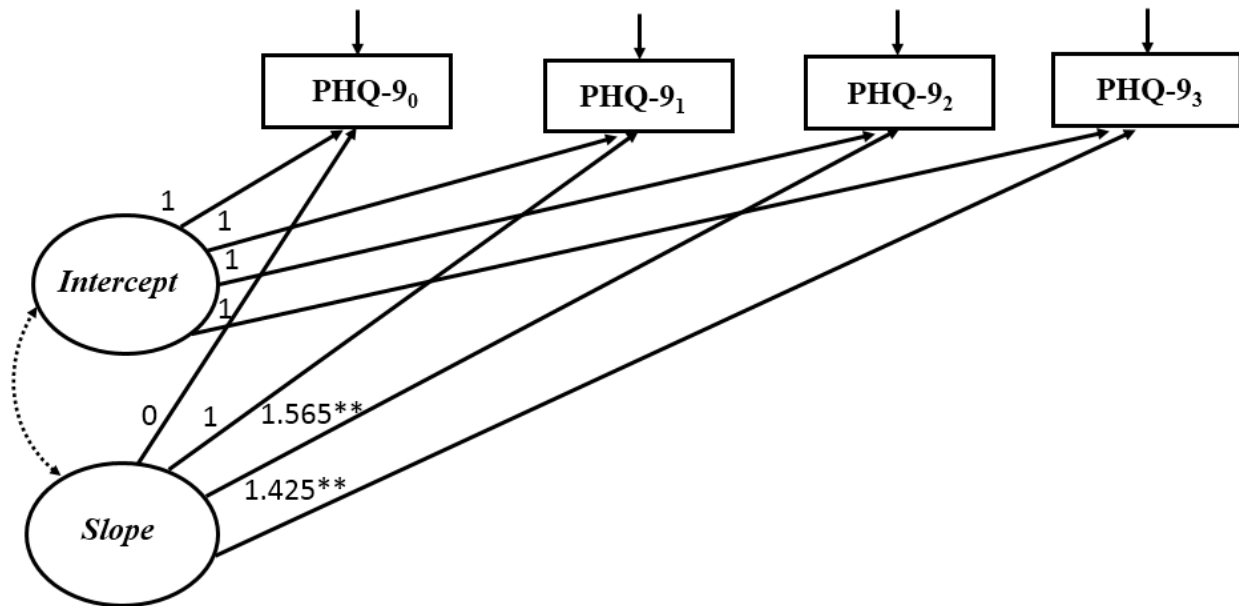 PHQ-9₀
PHQ-9₁
PHQ-9₂
PHQ-9₃
1
1
1
1
Intercept
0
1
1.565**
1.425**
Slope